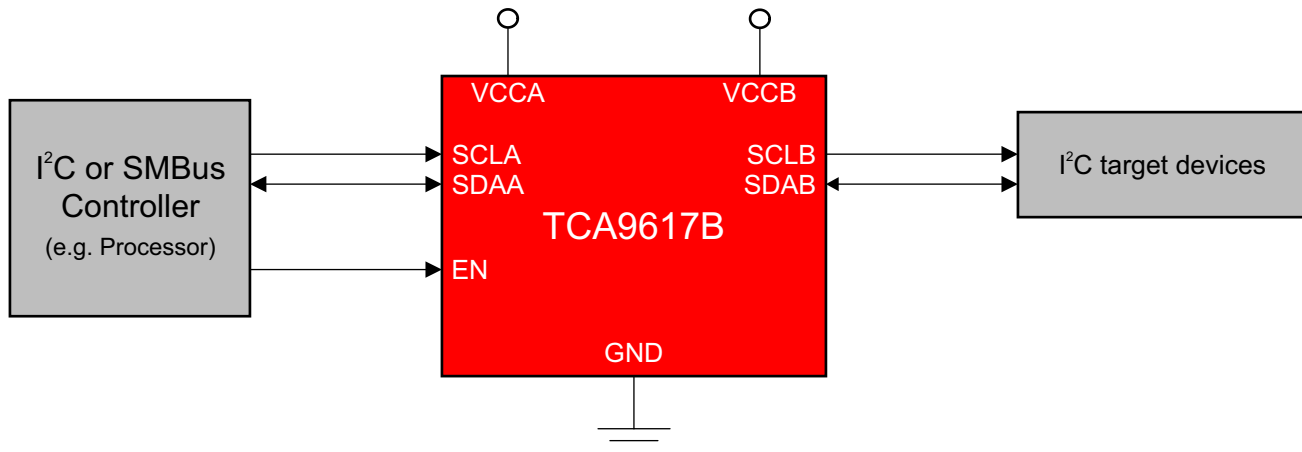 VCCA
VCCB
I²C or SMBus
Controller
(e.g. Processor)
SCLA
SDAA
EN
SCLB
SDAB
TCA9617B
GND
I²C target devices